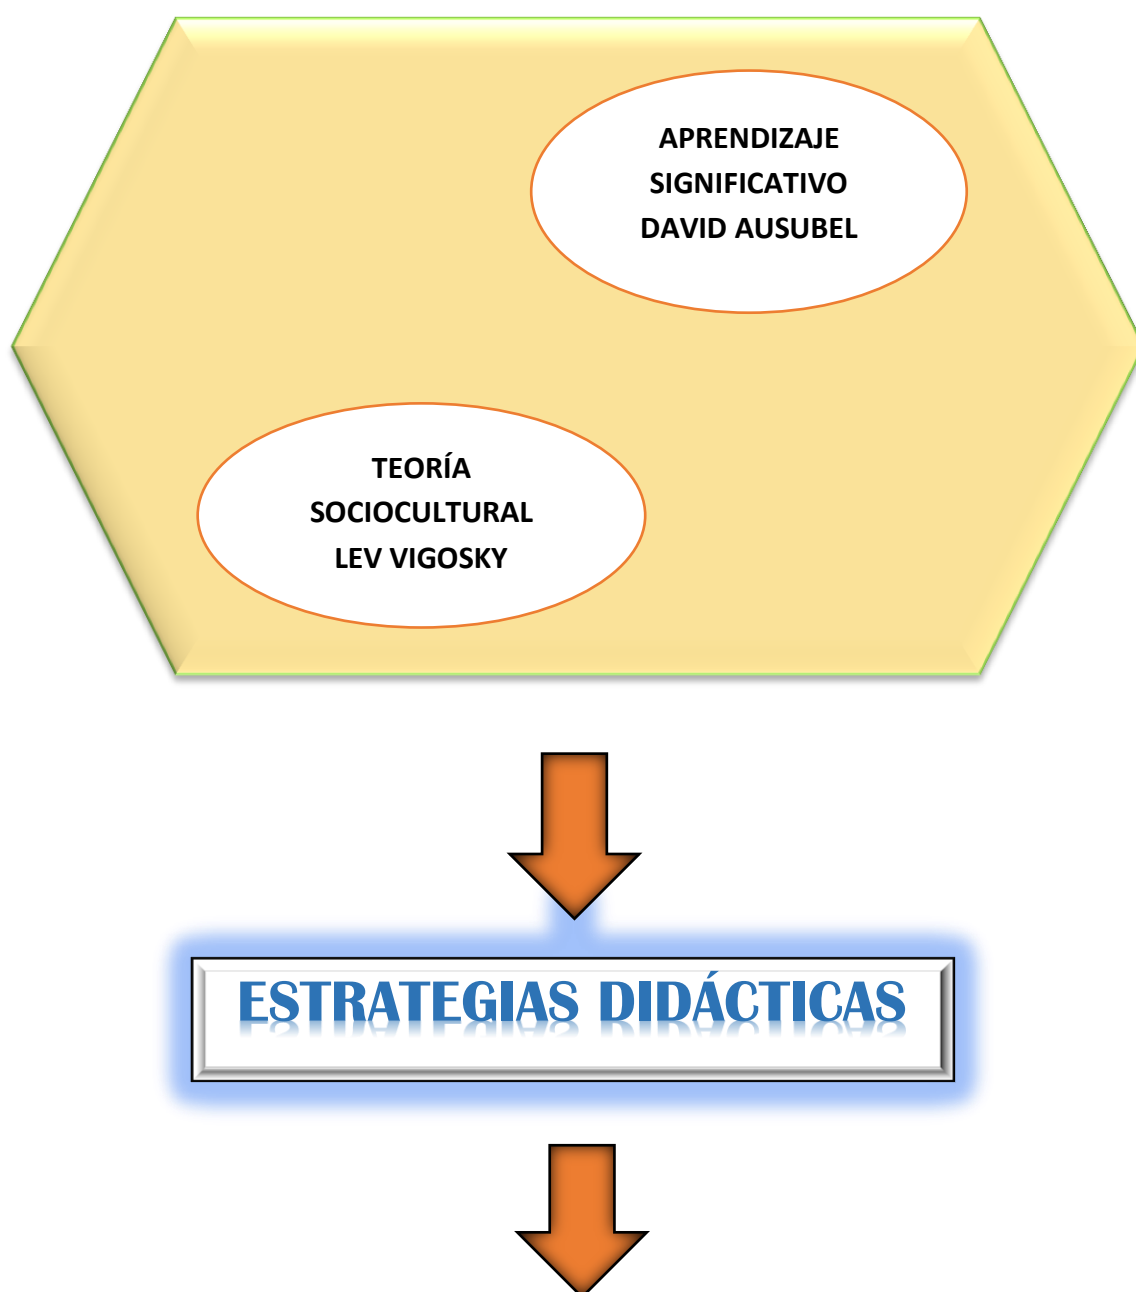 APRENDIZAJE
SIGNIFICATIVO
DAVID AUSUBEL
TEORÍA
SOCIOCULTURAL
LEV VIGOSKY
ESTRATEGIAS DIDÁCTICAS